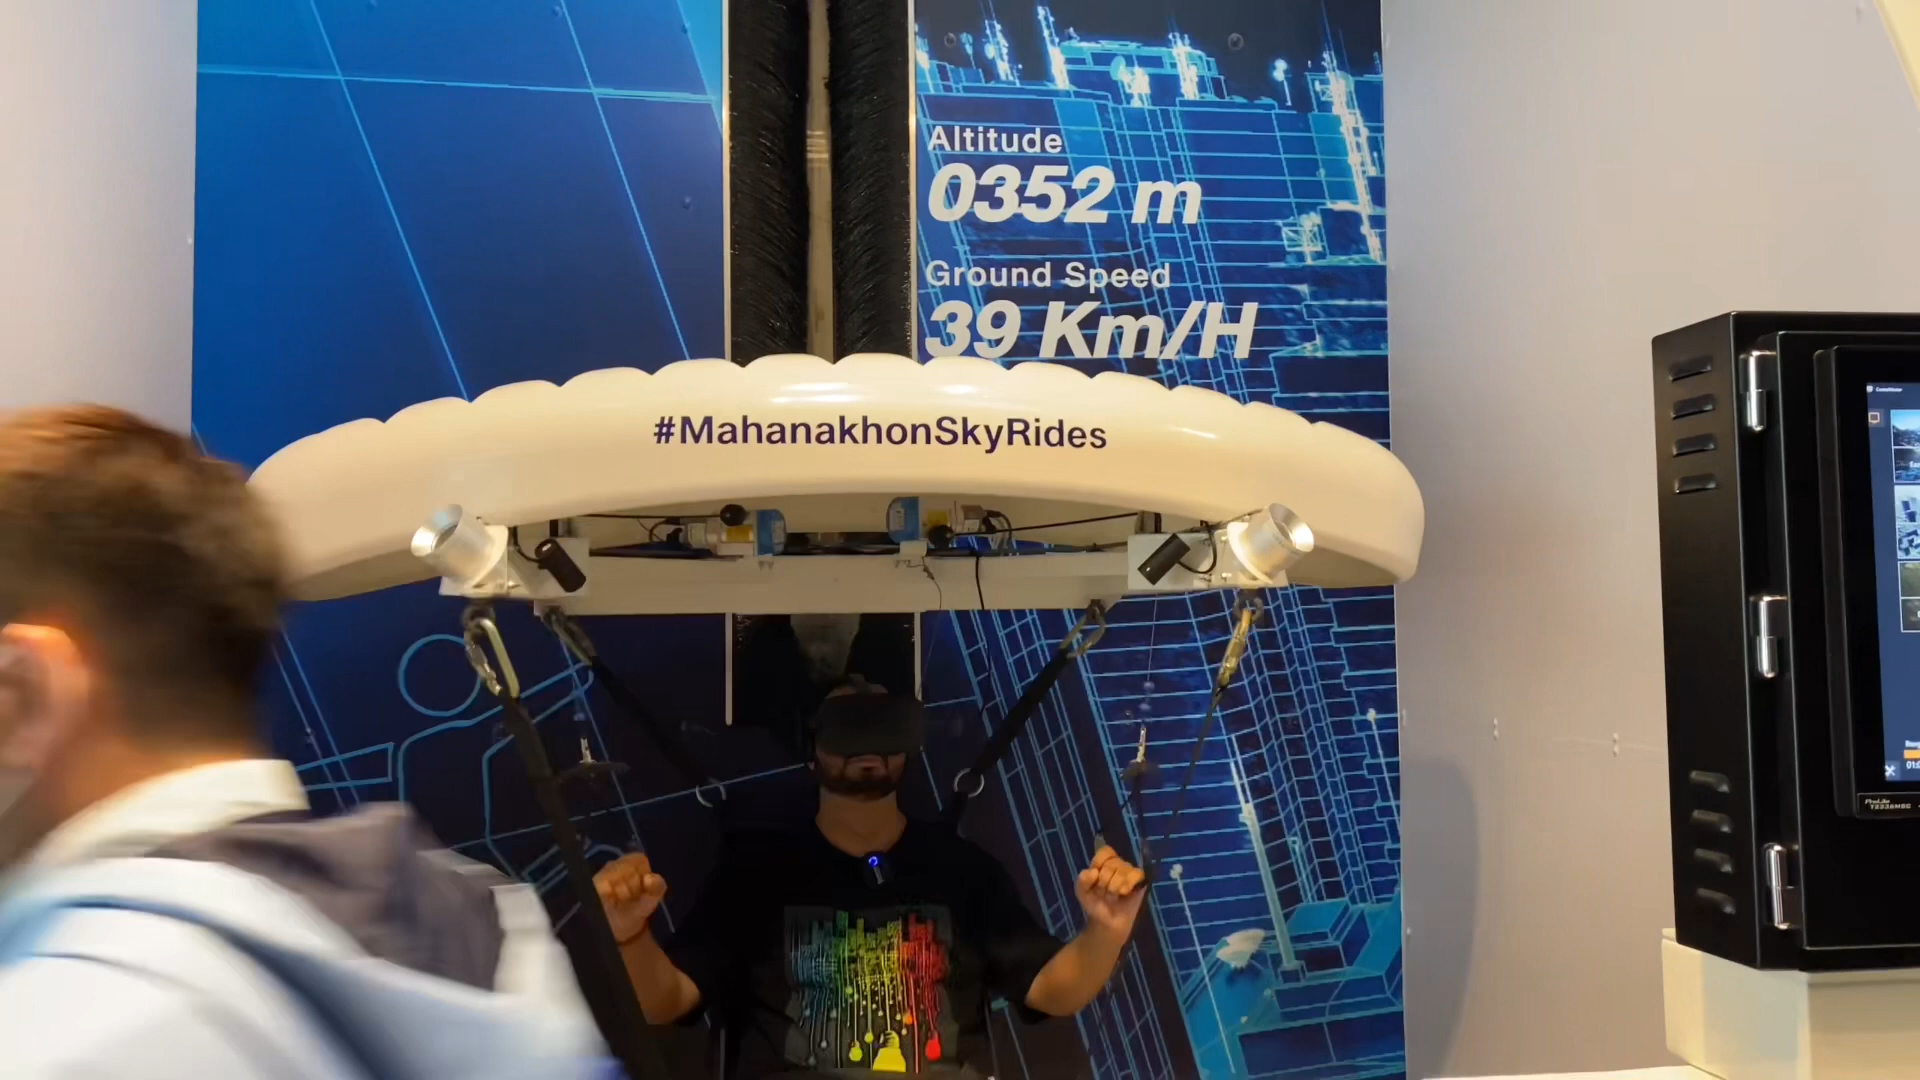 Altitude
0352 m
Ground Speed
39 Km/H
#MahanakhonSkyRides